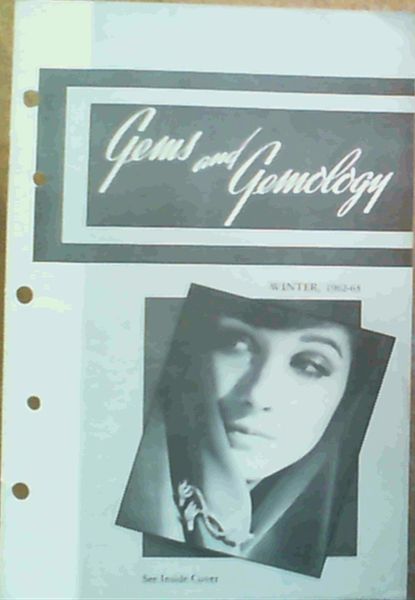 Gems and Gemology
WINTER, 1962-63
See Inside Cover